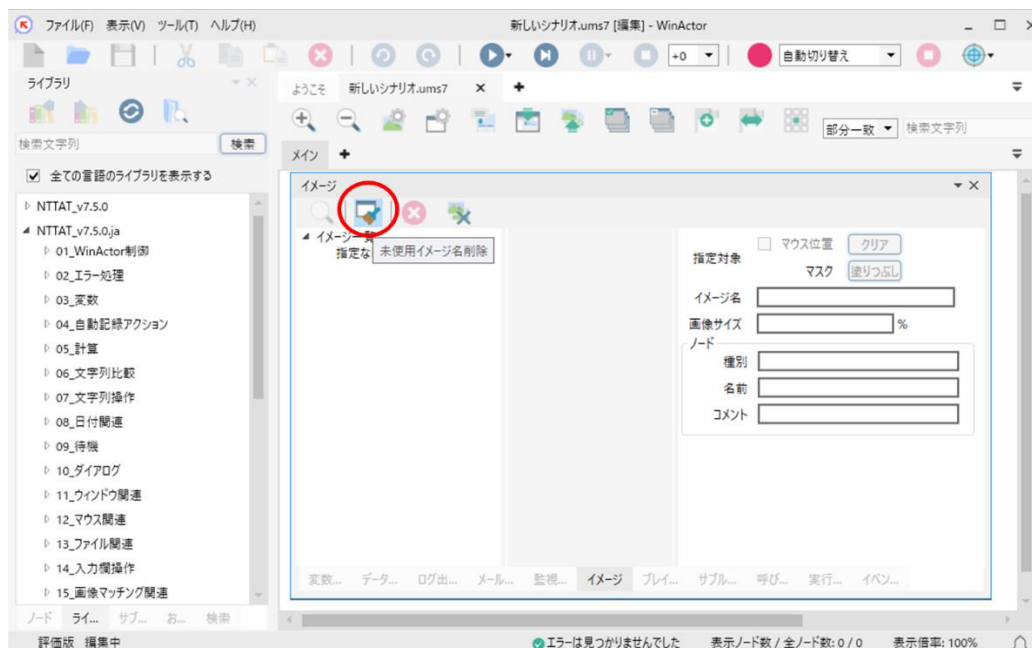 ファイル(F) 表示(V) ツール(T) ヘルプ(H)
新しいシナリオ.ums7 [編集] - WinActor
+0
自動切り替え
ライブラリ
検索文字列
検索
全ての言語のライブラリを表示する
NTTAT_v7.5.0
NTTAT_v7.5.0.ja
01_WinActor制御
02_エラー処理
03_変数
04_自動記録アクション
05_計算
06_文字列比較
07_文字列操作
08_日付関連
09_待機
10_ダイアログ
11_ウィンドウ関連
12_マウス関連
13_ファイル関連
14_入力欄操作
15_画像マッチング関連
ノード ライ... サブ... お... 検索
ようこそ 新しいシナリオ.ums7
部分一致
検索文字列
メイン
イメージ
イメージ一覧
指定な
未使用イメージ名削除
指定対象
マウス位置 クリア
マスク 塗りつぶし
イメージ名
画像サイズ %
ノード
種別
名前
コメント
変数... データ... ログ出... メール... 監視... イメージ ブレイ... サブル... 呼び... 実行... イベン...
評価版 編集中
エラーは見つかりませんでした
表示ノード数 / 全ノード数: 0 / 0
表示倍率: 100%